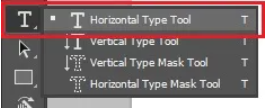 T Horizontal Type Tool T
Vertical Type Tool T
Vertical Type Mask Tool T
Horizontal Type Mask Tool T